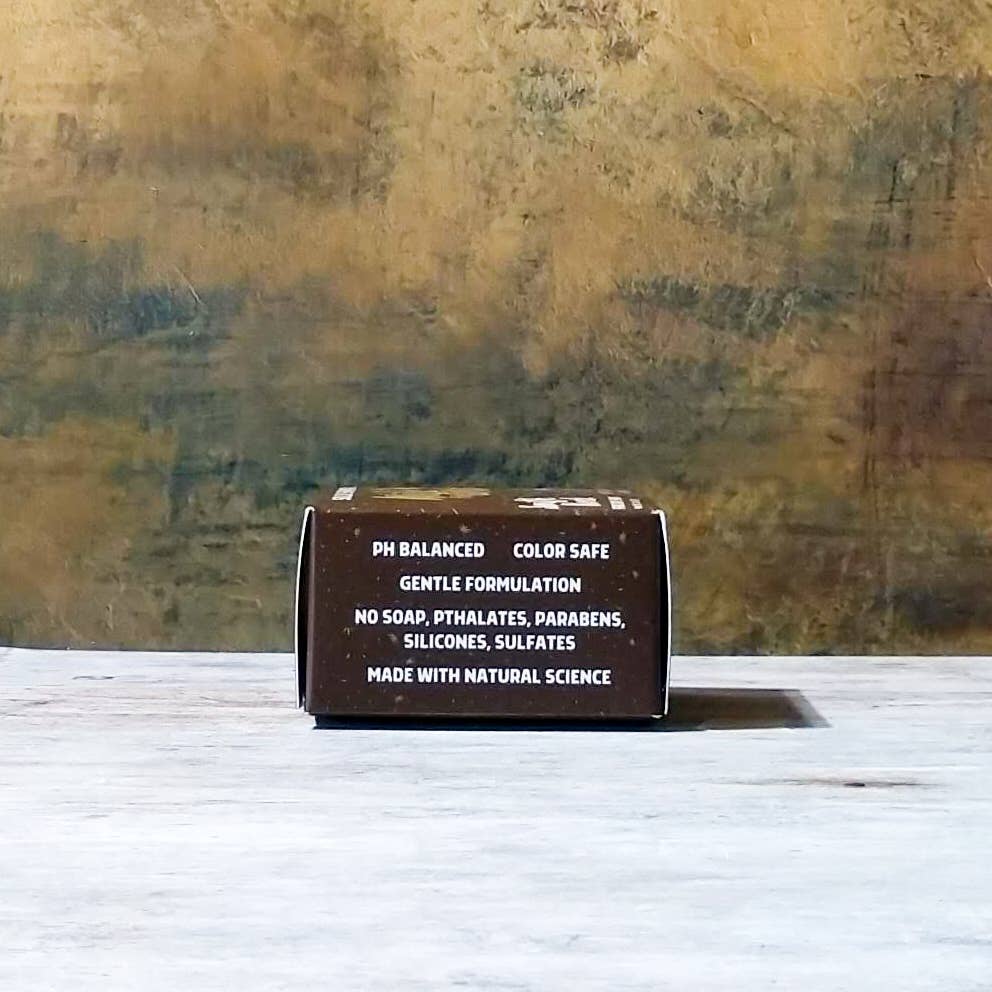 PH BALANCED COLOR SAFE
GENTLE FORMULATION
NO SOAP, PTHALATES, PARABENS,
SILICONES, SULFATES
MADE WITH NATURAL SCIENCE